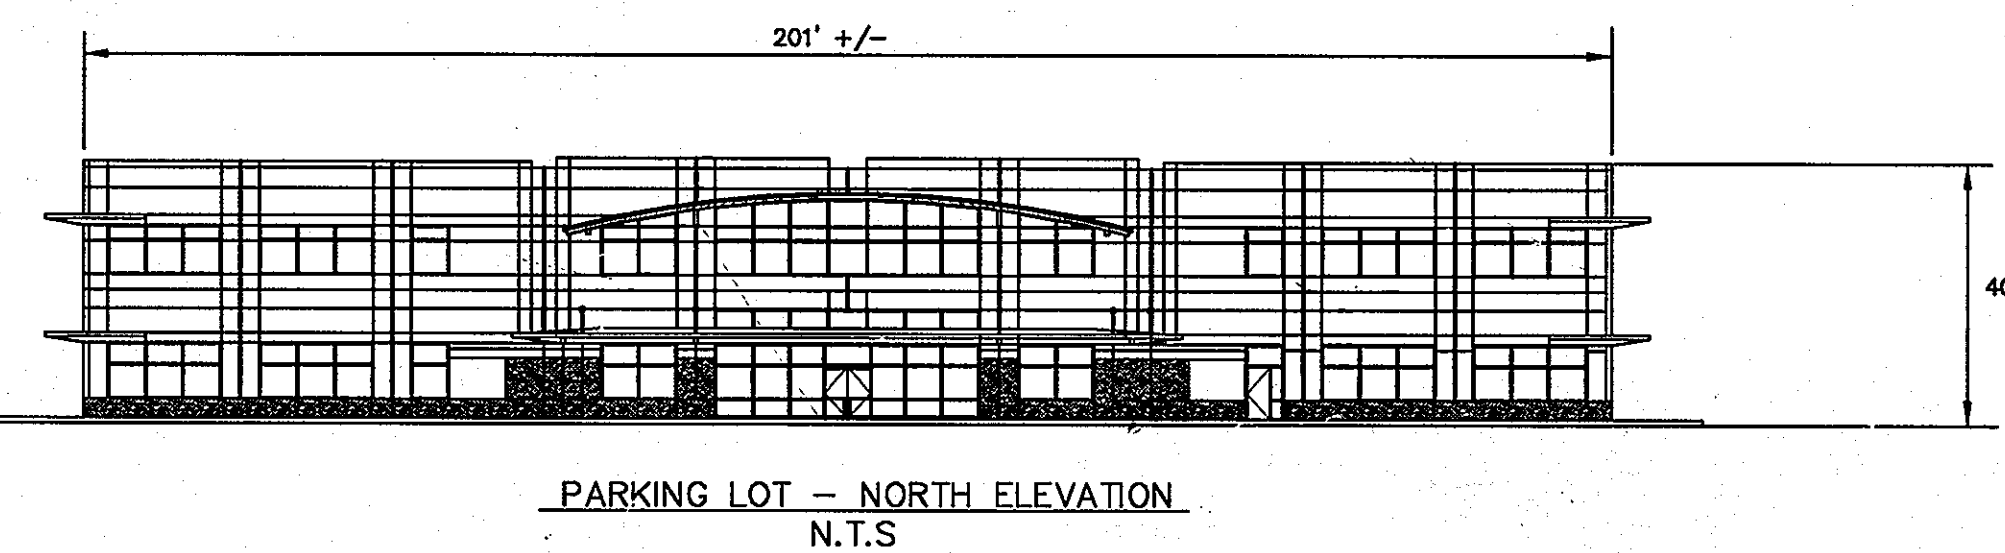 201' +/-
PARKING LOT – NORTH ELEVATION
N.T.S